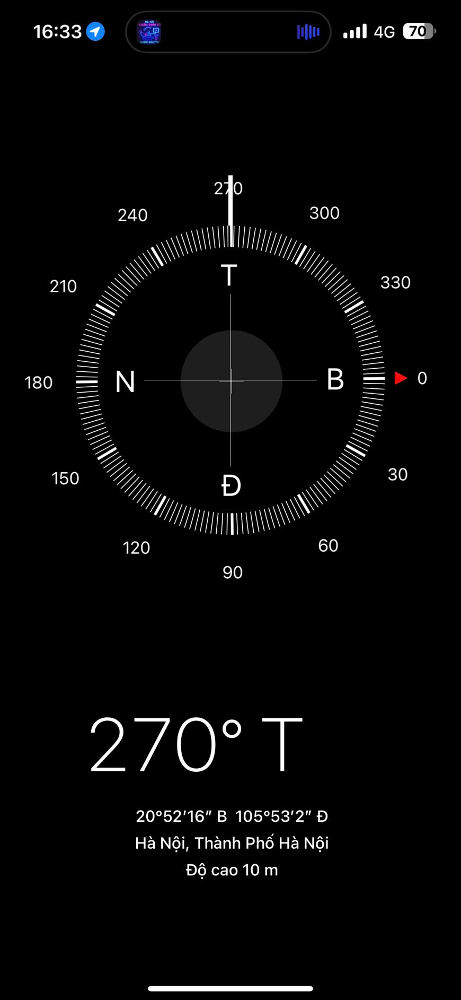 16:33
4G 70
270
240 300
210 330
T
180 N B 0
Đ
150 30
120 60
90
270° T
20°52′16″ B 105°53′2″ Đ
Hà Nội, Thành Phố Hà Nội
Độ cao 10 m